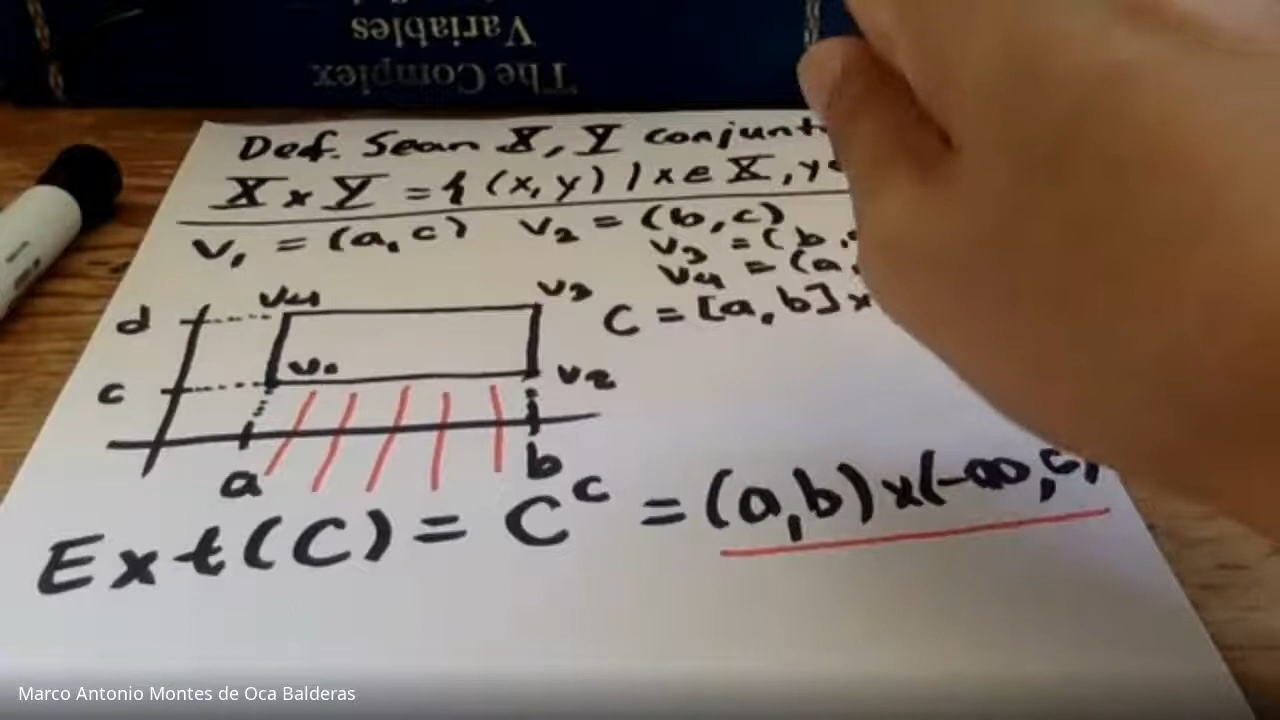 The Complex
Variables
Def. Sean X, Y conjunt
X x Y = { (x, y) / x e X, y
v₁ = (a, c) v₂ = (b, c)
v₃ = (b,
v₄ = (a,
C = [a, b] x
v₄ v₃
d
v₁
v₂
c
a b
Ext(C) = Cᶜ = (a, b) x (-∞, c)
Marco Antonio Montes de Oca Balderas